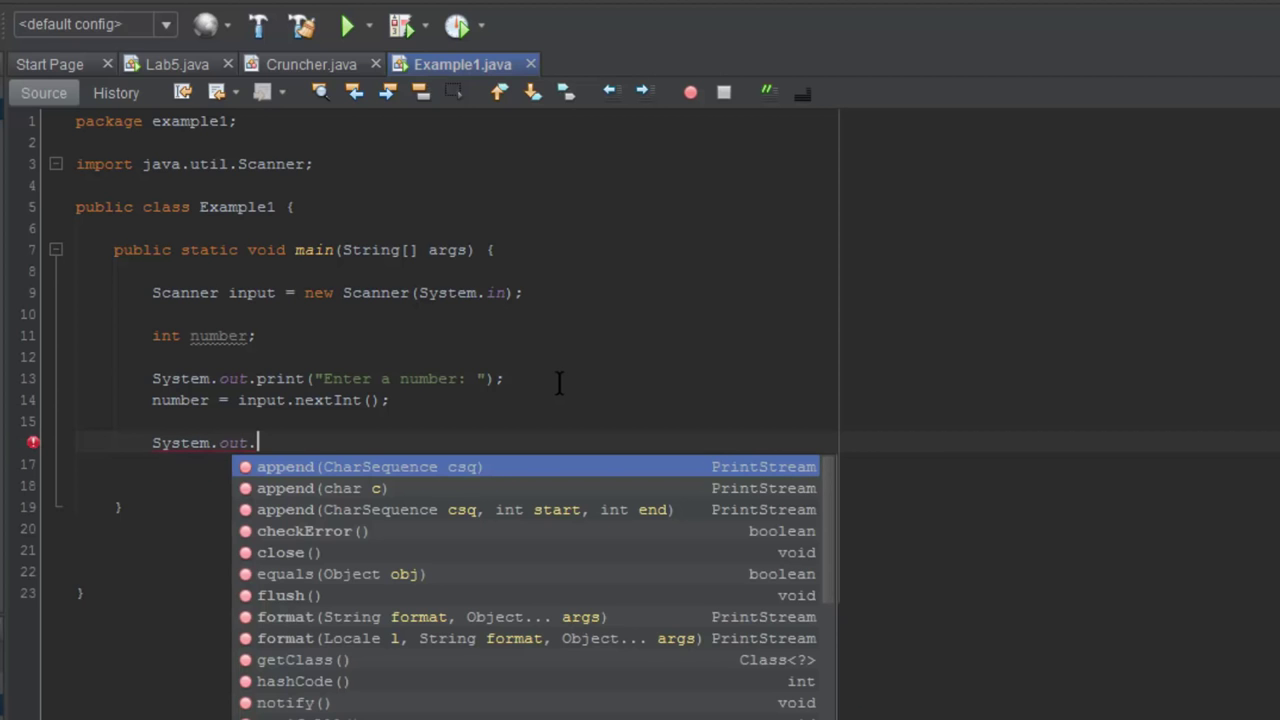 <default config>
Start Page Lab5.java Cruncher.java Example1.java
Source History
1 package example1;
2
3 import java.util.Scanner;
4
5 public class Example1 {
6
7 public static void main(String[] args) {
8
9 Scanner input = new Scanner(System.in);
10
11 int number;
12
13 System.out.print("Enter a number: ");
14 number = input.nextInt();
15
System.out.
append(CharSequence csq) PrintStream
17 append(char c) PrintStream
18 append(CharSequence csq, int start, int end) PrintStream
19 }
checkError() boolean
20 close() void
21 equals(Object obj) boolean
22 flush() void
23 }
format(String format, Object... args) PrintStream
format(Locale l, String format, Object... args) PrintStream
getClass() Class<?>
hashCode() int
notify() void